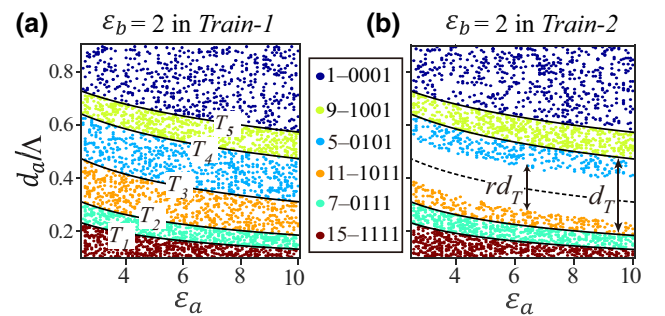 (a) ε_b = 2 in Train-1
d_a/Λ
0.8
0.6
0.4
0.2
T_5
T_4
T_3
T_2
T_1
4 6 8 10
ε_a
1–0001
9–1001
5–0101
11–1011
7–0111
15–1111
(b) ε_b = 2 in Train-2
rd_T
d_T
4 6 8 10
ε_a